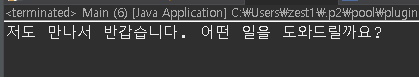 <terminated> Main (6) [Java Application] C:₩Users₩zest1₩.p2₩pool₩plugin
저도 만나서 반갑습니다. 어떤 일을 도와드릴까요?